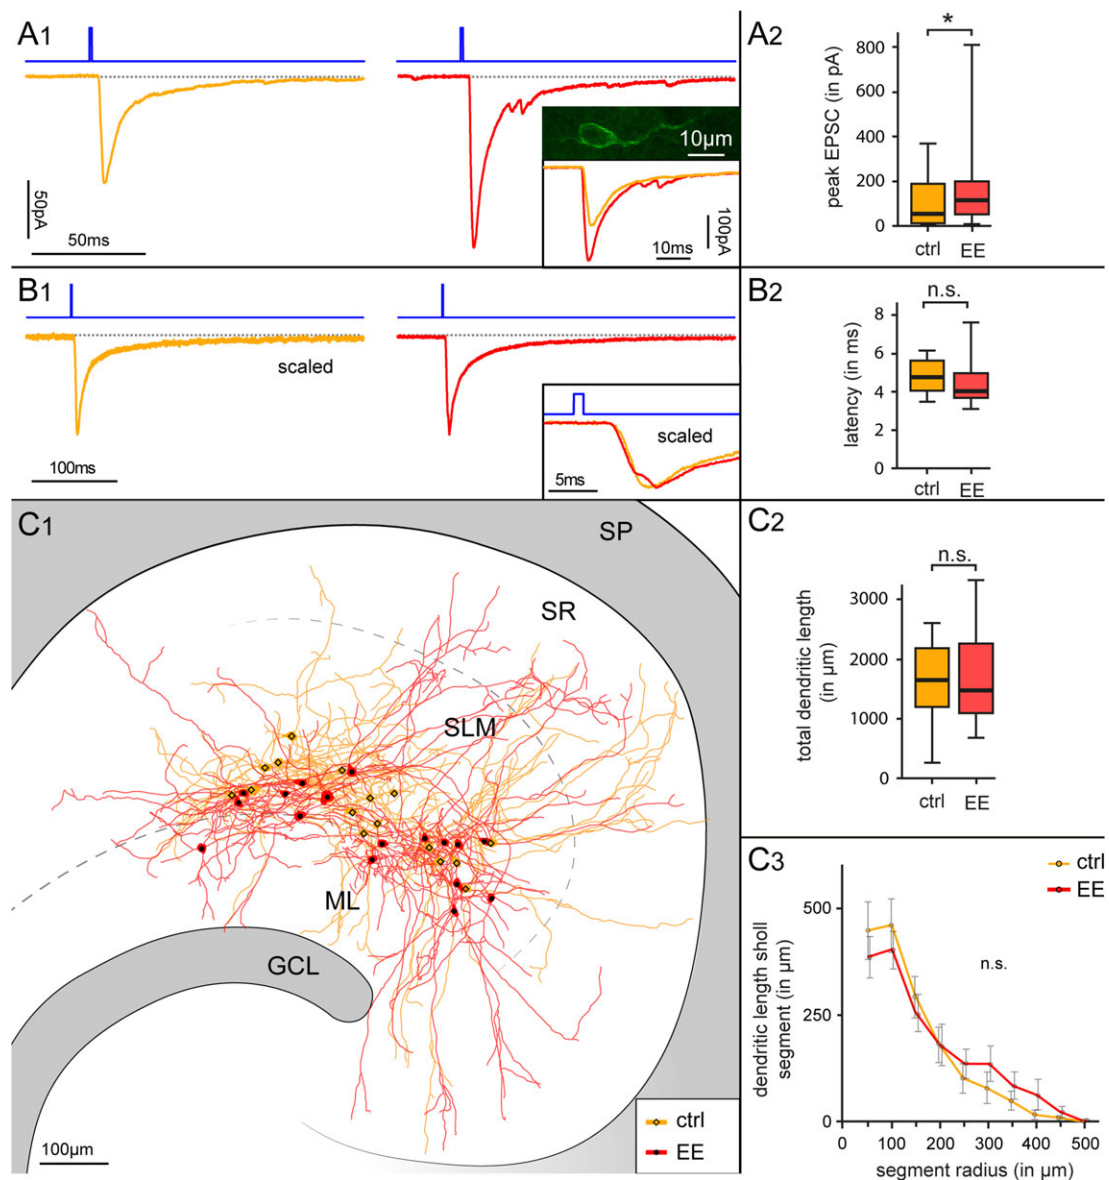 A1
50pA
50ms
10µm
100pA
10ms
A2
*
peak EPSC (in pA)
800
600
400
200
0
ctrl
EE
B1
scaled
100ms
scaled
5ms
B2
n.s.
latency (in ms)
8
6
4
2
0
ctrl
EE
C1
SP
SR
SLM
ML
GCL
100µm
ctrl
EE
C2
n.s.
total dendritic length
(in µm)
3000
2000
1000
0
ctrl
EE
C3
ctrl
EE
n.s.
dendritic length sholl
segment (in µm)
500
250
0
0 100 200 300 400 500
segment radius (in µm)